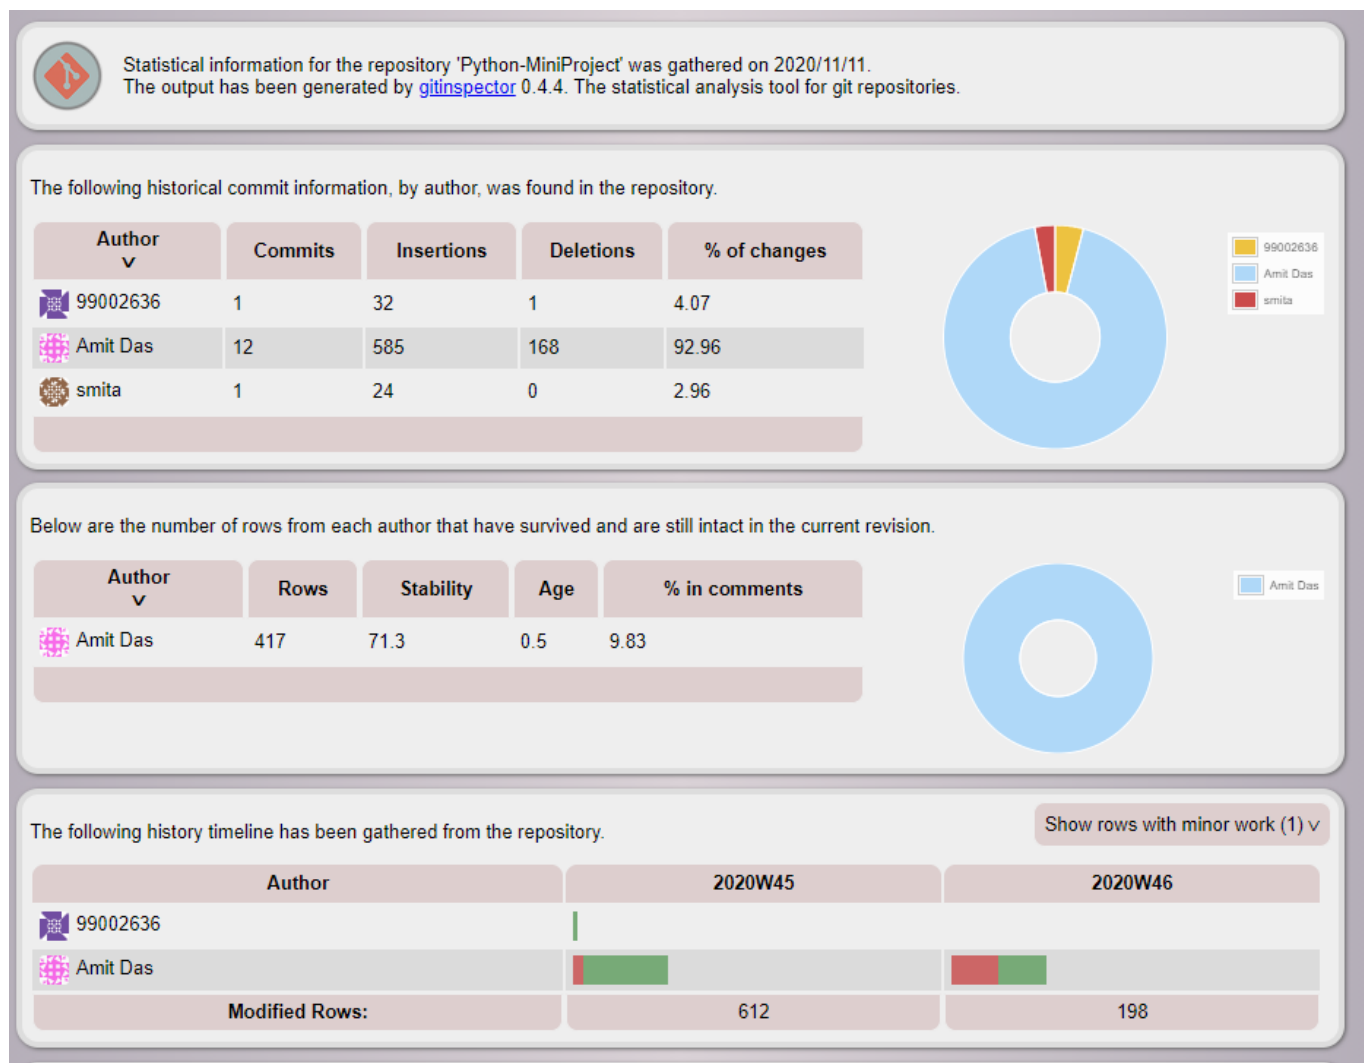 Statistical information for the repository 'Python-MiniProject' was gathered on 2020/11/11.
The output has been generated by gitinspector 0.4.4. The statistical analysis tool for git repositories.
The following historical commit information, by author, was found in the repository.
Author Commits Insertions Deletions % of changes
99002636 1 32 1 4.07
Amit Das 12 585 168 92.96
smita 1 24 0 2.96
99002636
Amit Das
smita
Below are the number of rows from each author that have survived and are still intact in the current revision.
Author Rows Stability Age % in comments
Amit Das 417 71.3 0.5 9.83
Amit Das
The following history timeline has been gathered from the repository.
Show rows with minor work (1) ˅
Author 2020W45 2020W46
99002636
Amit Das
Modified Rows: 612 198